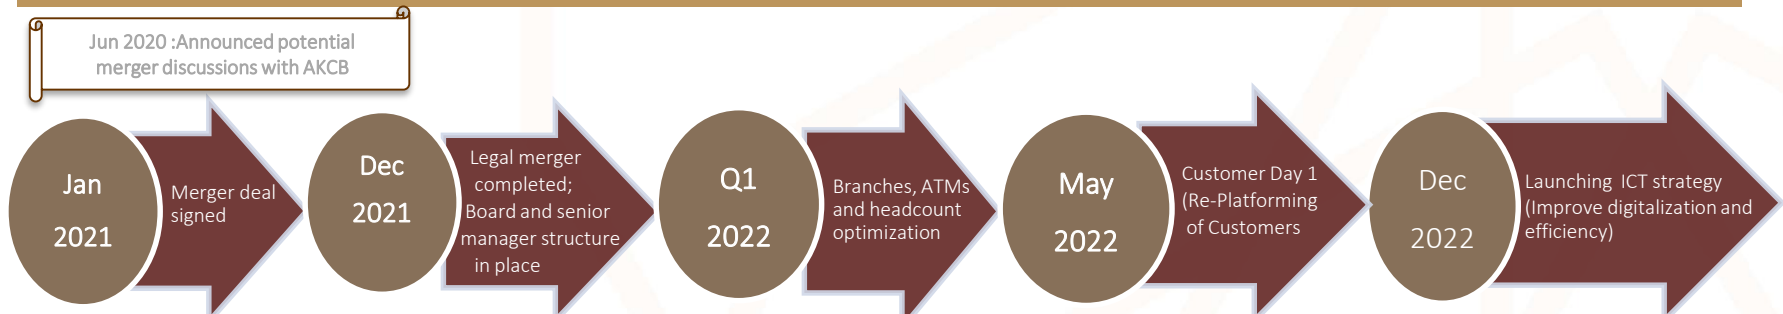 Jun 2020 :Announced potential
merger discussions with AKCB
Jan
2021
Merger deal
signed
Dec
2021
Legal merger
completed;
Board and senior
manager structure
in place
Q1
2022
Branches, ATMs
and headcount
optimization
May
2022
Customer Day 1
(Re-Platforming
of Customers
Dec
2022
Launching ICT strategy
(Improve digitalization and
efficiency)